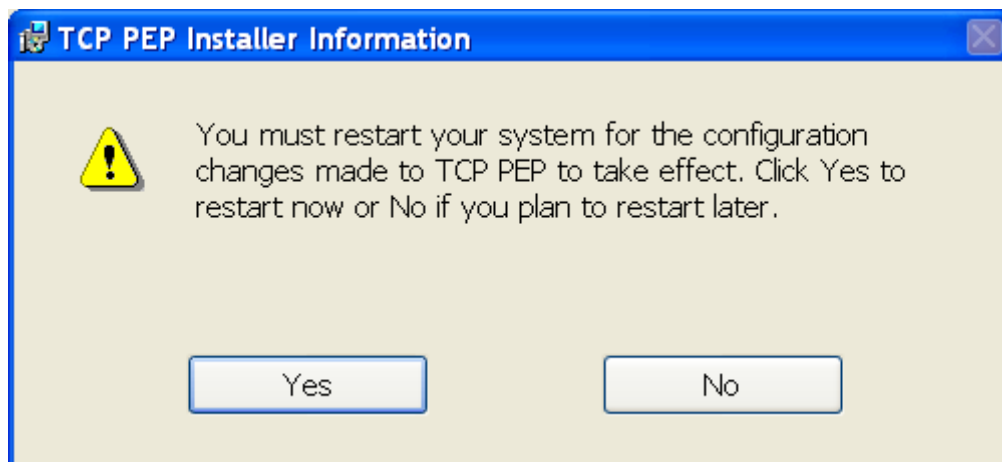 TCP PEP Installer Information
You must restart your system for the configuration
changes made to TCP PEP to take effect. Click Yes to
restart now or No if you plan to restart later.
Yes
No